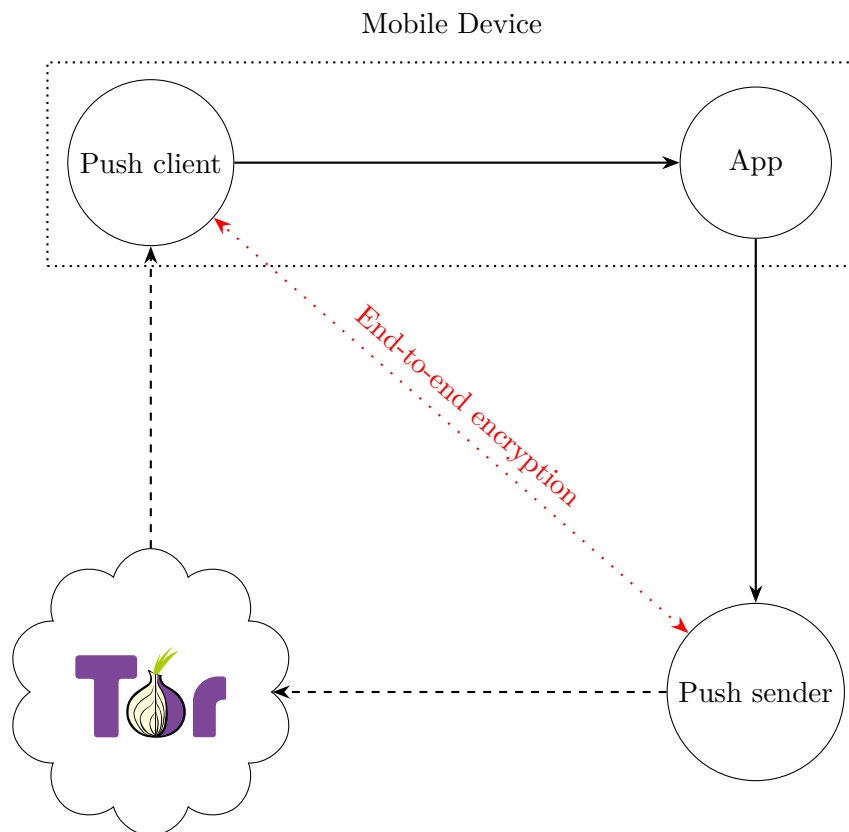 Mobile Device
Push client
App
End-to-end encryption
Tor
Push sender